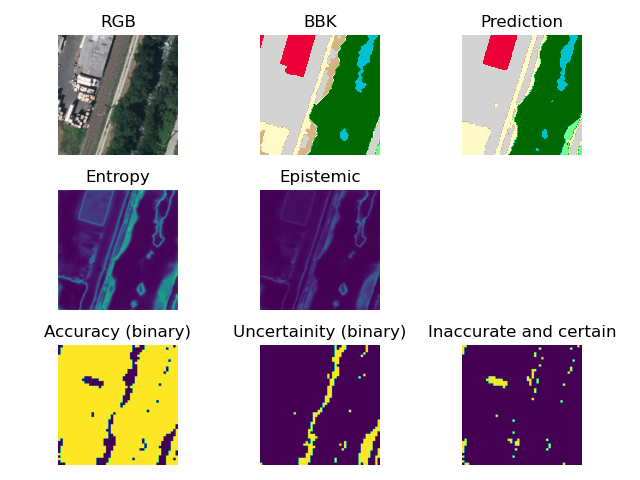 RGB
BBK
Prediction
Entropy
Epistemic
Accuracy (binary)
Uncertainity (binary)
Inaccurate and certain